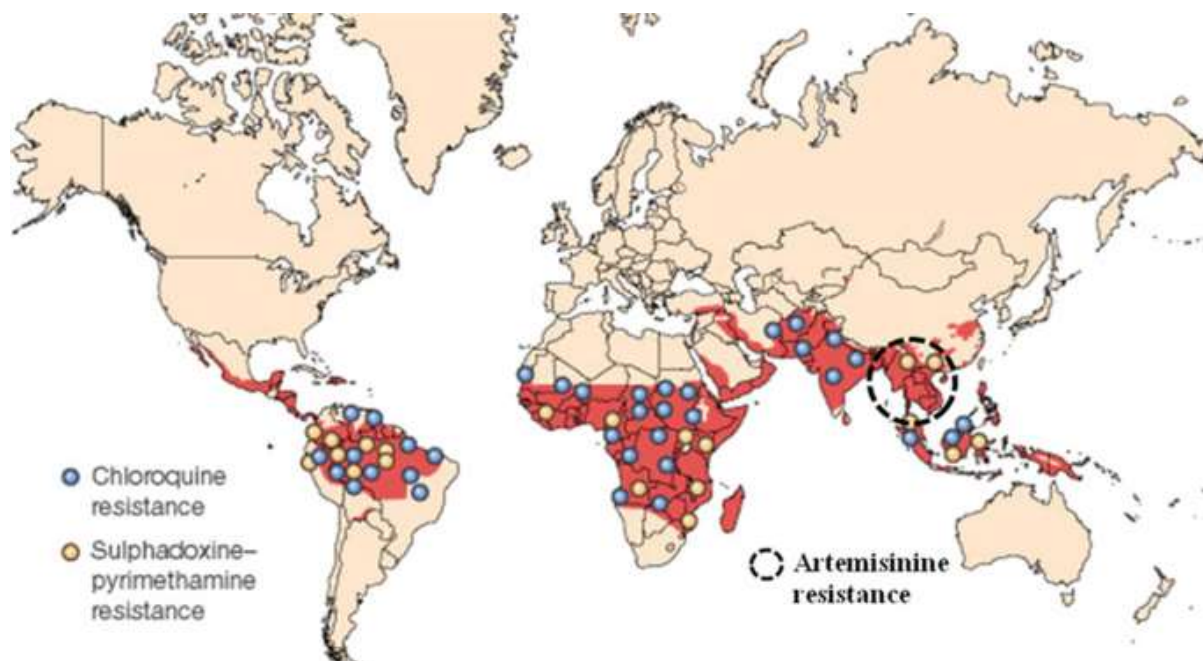 Chloroquine
resistance
Sulphadoxine–
pyrimethamine
resistance
Artemisinine
resistance